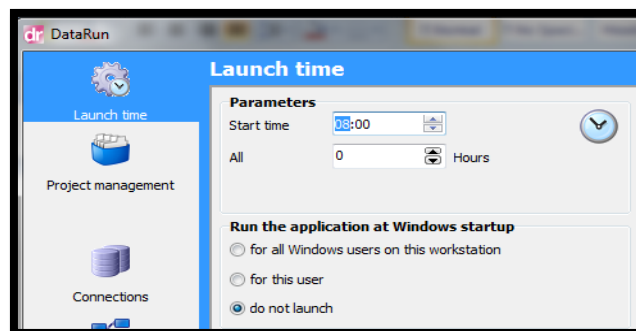 dr DataRun
Launch time
Launch time
Parameters
Start time 08:00
All 0 Hours
Project management
Run the application at Windows startup
for all Windows users on this workstation
for this user
do not launch
Connections